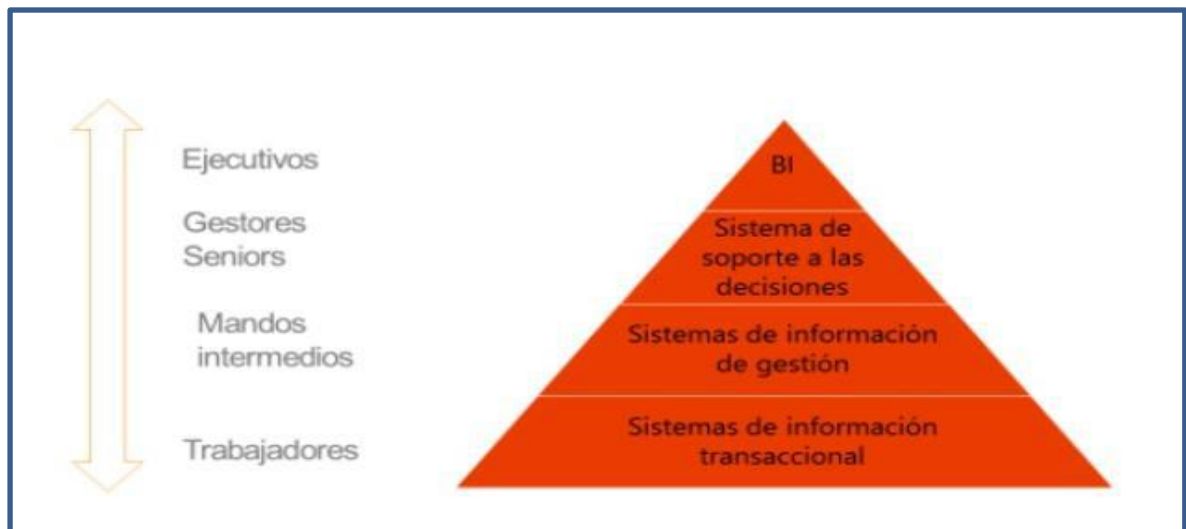 Ejecutivos
Gestores
Seniors
Mandos
intermedios
Trabajadores
BI
Sistema de
soporte a las
decisiones
Sistemas de información
de gestión
Sistemas de información
transaccional